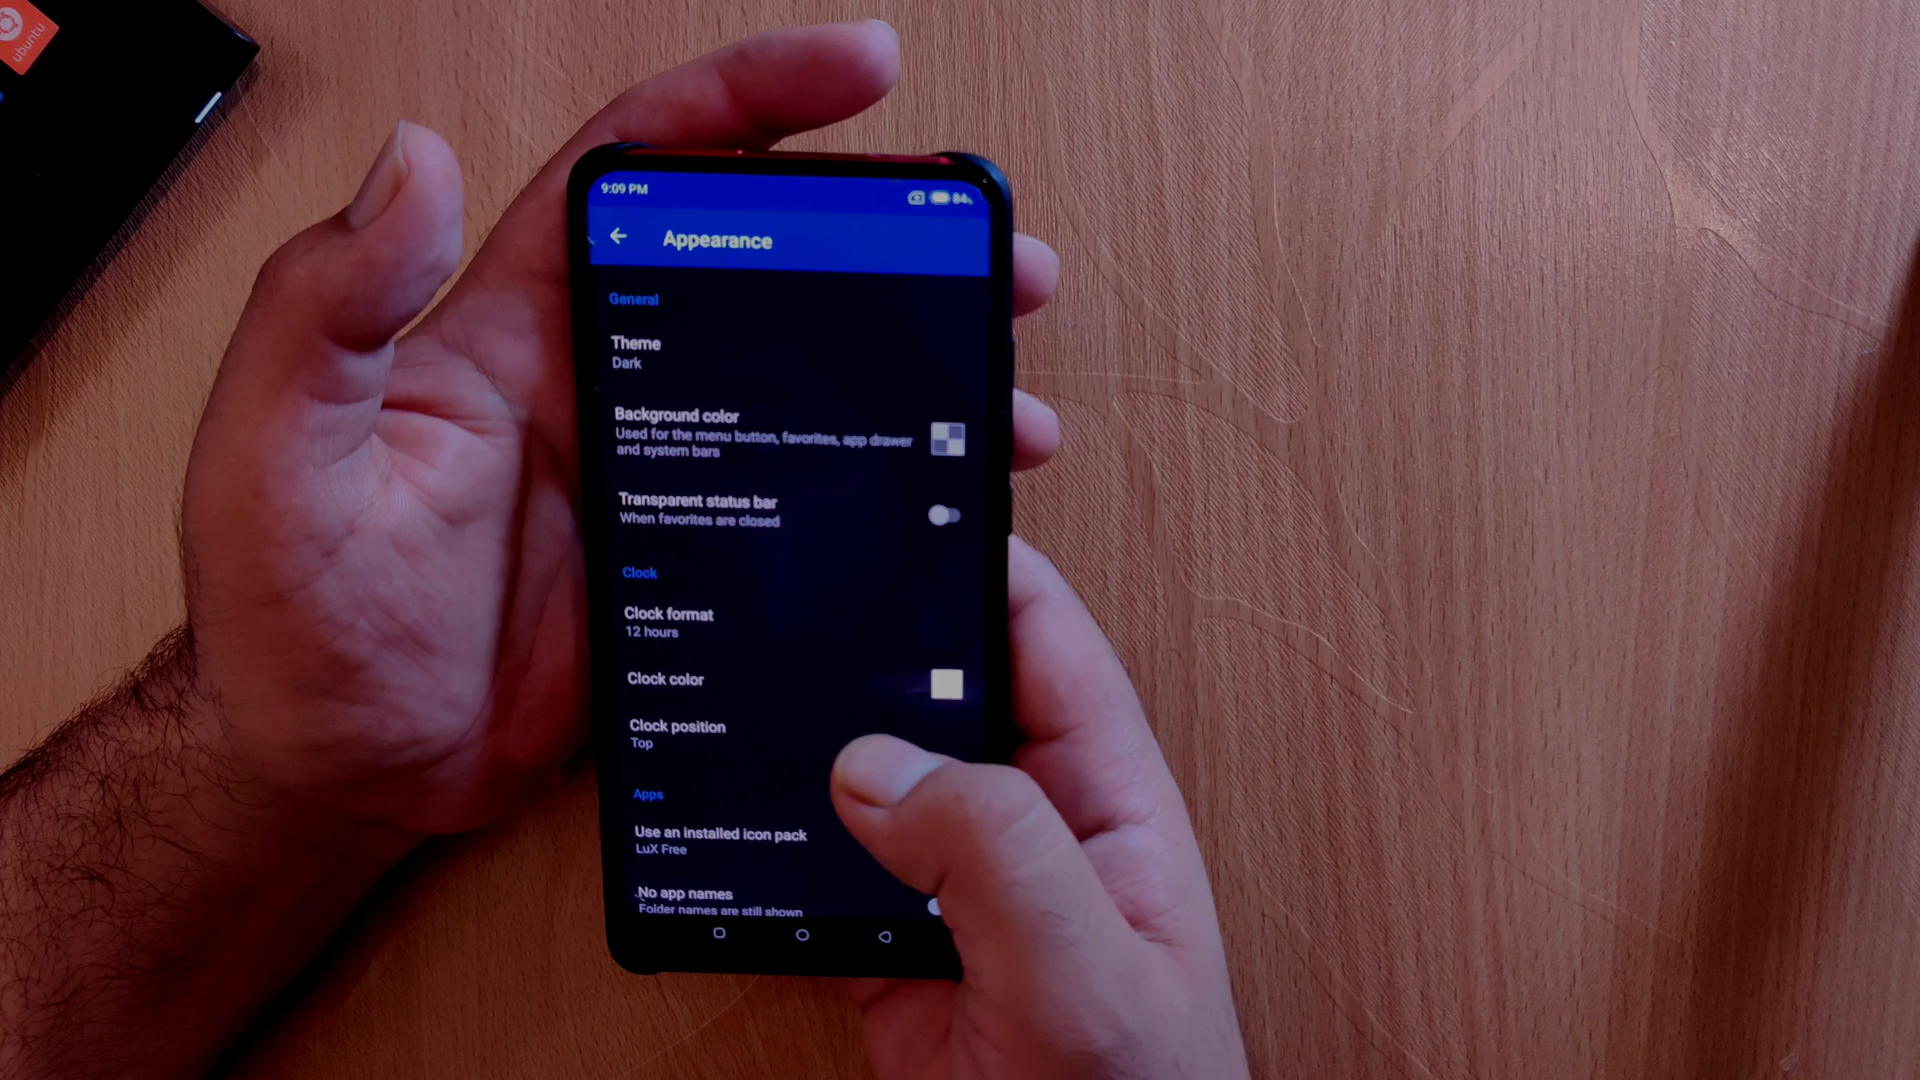 ubuntu
9:09 PM
84%
Appearance
General
Theme
Dark
Background color
Used for the menu button, favorites, app drawer
and system bars
Transparent status bar
When favorites are closed
Clock
Clock format
12 hours
Clock color
Clock position
Top
Apps
Use an installed icon pack
LuX Free
No app names
Folder names are still shown